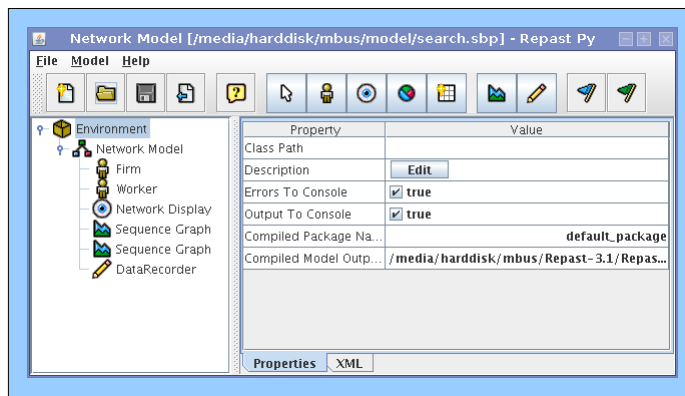 Network Model [/media/harddisk/mbus/model/search.sbp] - Repast Py
File Model Help
Environment
Network Model
Firm
Worker
Network Display
Sequence Graph
Sequence Graph
DataRecorder
Property Value
Class Path
Description Edit
Errors To Console true
Output To Console true
Compiled Package Na... default_package
Compiled Model Outp... /media/harddisk/mbus/Repast-3.1/Repas...
Properties XML